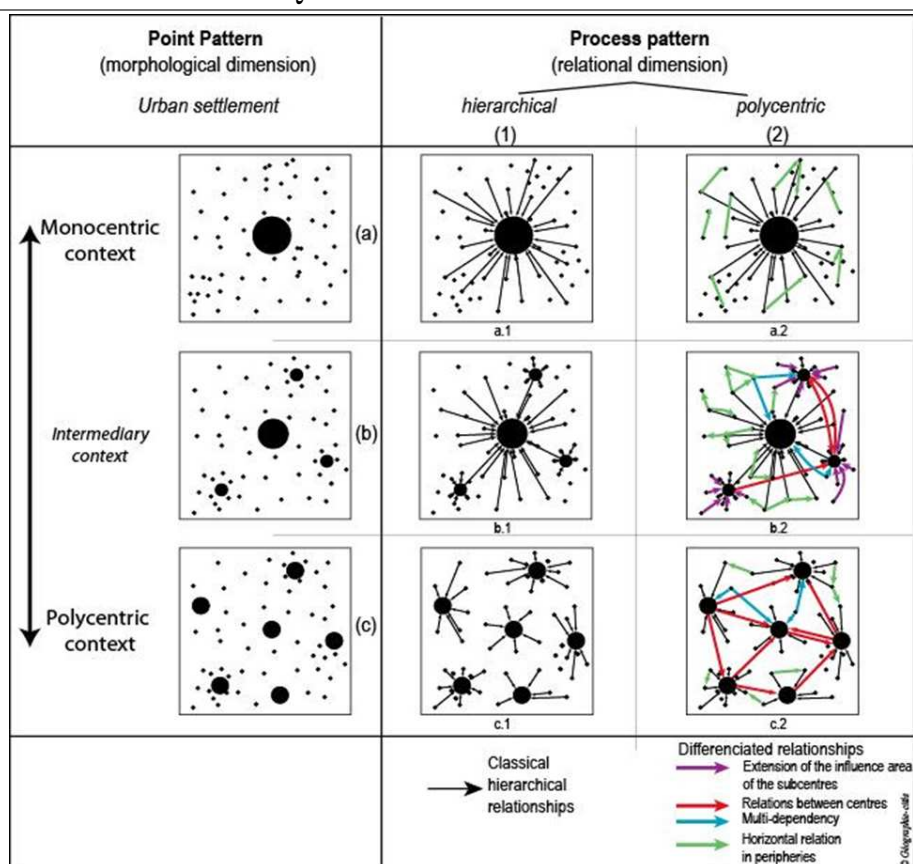 Point Pattern
(morphological dimension)
Urban settlement
Process pattern
(relational dimension)
hierarchical
(1)
polycentric
(2)
Monocentric
context
(a)
a.1
a.2
Intermediary
context
(b)
b.1
b.2
Polycentric
context
(c)
c.1
c.2
Classical
hierarchical
relationships
Differenciated relationships
Extension of the influence area
of the subcentres
Relations between centres
Multi-dependency
Horizontal relation
in peripheries